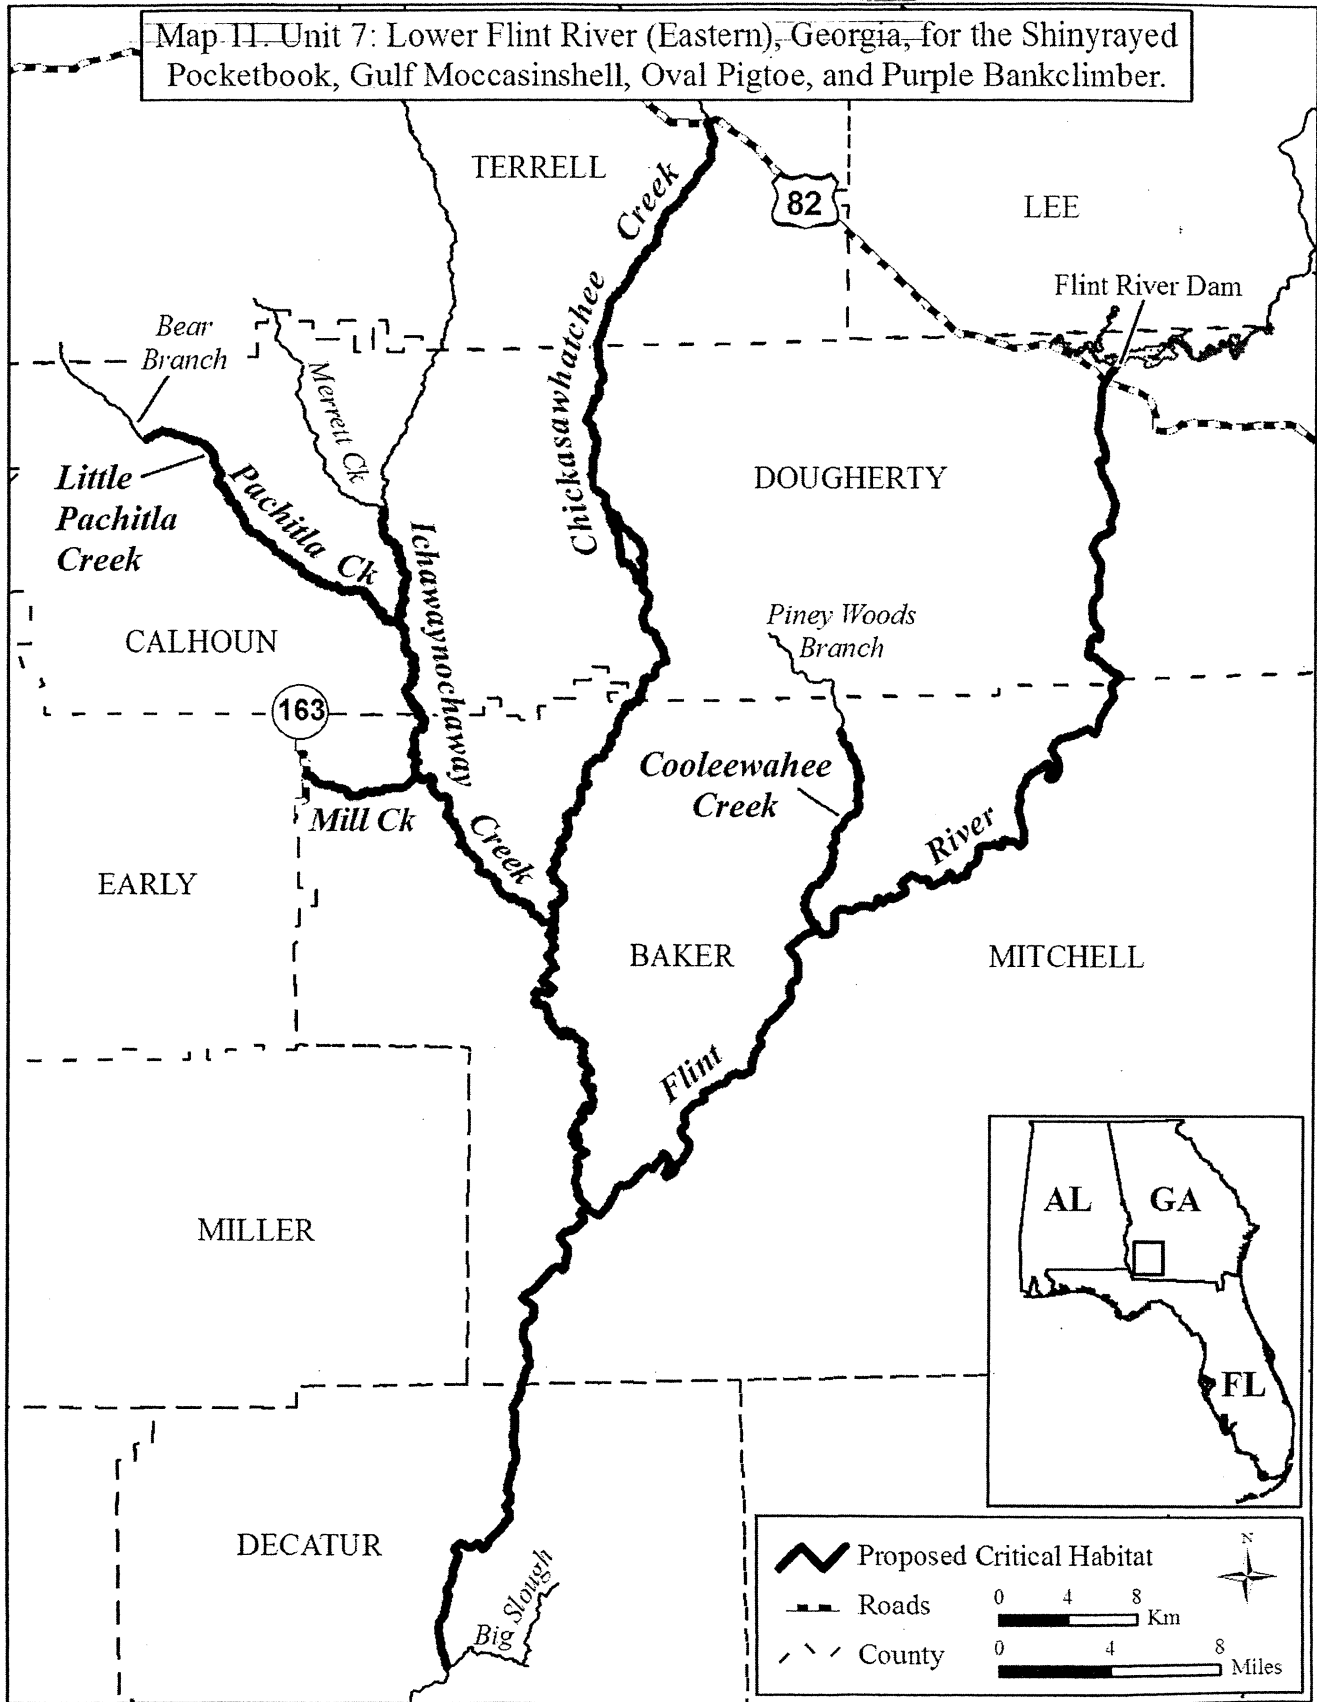 Map 11. Unit 7: Lower Flint River (Eastern), Georgia, for the Shinyrayed
Pocketbook, Gulf Moccasinshell, Oval Pigtoe, and Purple Bankclimber.
TERRELL
Creek
82
LEE
Flint River Dam
Bear
Branch
Merrett Ck
Chickasawhatchee
Little
Pachitla
Creek
Pachitla Ck
Ichawaynochaway
DOUGHERTY
Piney Woods
Branch
CALHOUN
163
Cooleewahee
Creek
Mill Ck
Creek
River
EARLY
BAKER
MITCHELL
Flint
MILLER
AL
GA
FL
DECATUR
Big Slough
Proposed Critical Habitat
N
Roads
0 4 8
Km
County
0 4 8
Miles